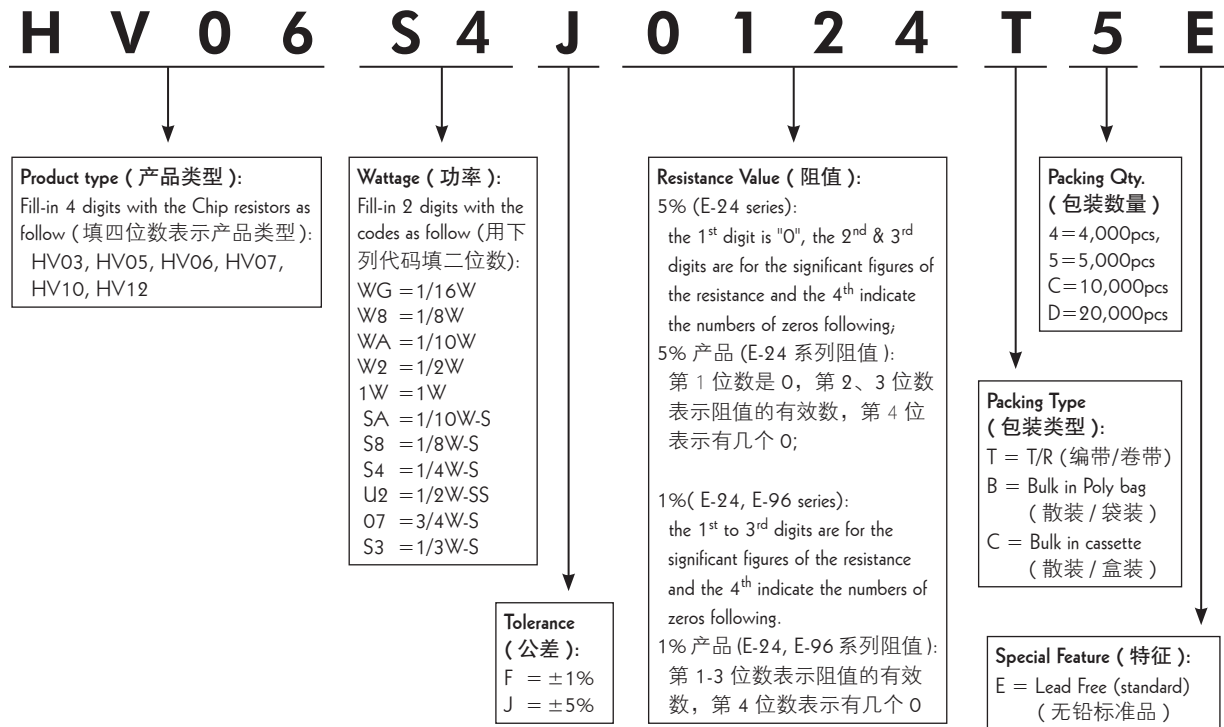 H V 0 6 S 4 J 0 1 2 4 T 5 E
Product type ( 产品类型 ):
Fill-in 4 digits with the Chip resistors as
follow ( 填四位数表示产品类型 ):
HV03, HV05, HV06, HV07,
HV10, HV12
Wattage ( 功率 ):
Fill-in 2 digits with the
codes as follow (用下
列代码填二位数):
WG =1/16W
W8 =1/8W
WA =1/10W
W2 =1/2W
1W =1W
SA =1/10W-S
S8 =1/8W-S
S4 =1/4W-S
U2 =1/2W-SS
07 =3/4W-S
S3 =1/3W-S
Tolerance
( 公差 ):
F = ±1%
J = ±5%
Resistance Value ( 阻值 ):
5% (E-24 series):
the 1st digit is "0", the 2nd & 3rd
digits are for the significant figures of
the resistance and the 4th indicate
the numbers of zeros following;
5% 产品 (E-24 系列阻值 ):
第 1 位数是 0，第 2、3 位数
表示阻值的有效数，第 4 位
表示有几个 0;
1%( E-24, E-96 series):
the 1st to 3rd digits are for the
significant figures of the resistance
and the 4th indicate the numbers of
zeros following.
1% 产品 (E-24, E-96 系列阻值 ):
第 1-3 位数表示阻值的有效
数，第 4 位数表示有几个 0
Packing Qty.
( 包装数量 )
4=4,000pcs,
5=5,000pcs
C=10,000pcs
D=20,000pcs
Packing Type
( 包装类型 ):
T = T/R (编带/卷带)
B = Bulk in Poly bag
( 散装 / 袋装 )
C = Bulk in cassette
( 散装 / 盒装 )
Special Feature ( 特征 ):
E = Lead Free (standard)
( 无铅标准品 )